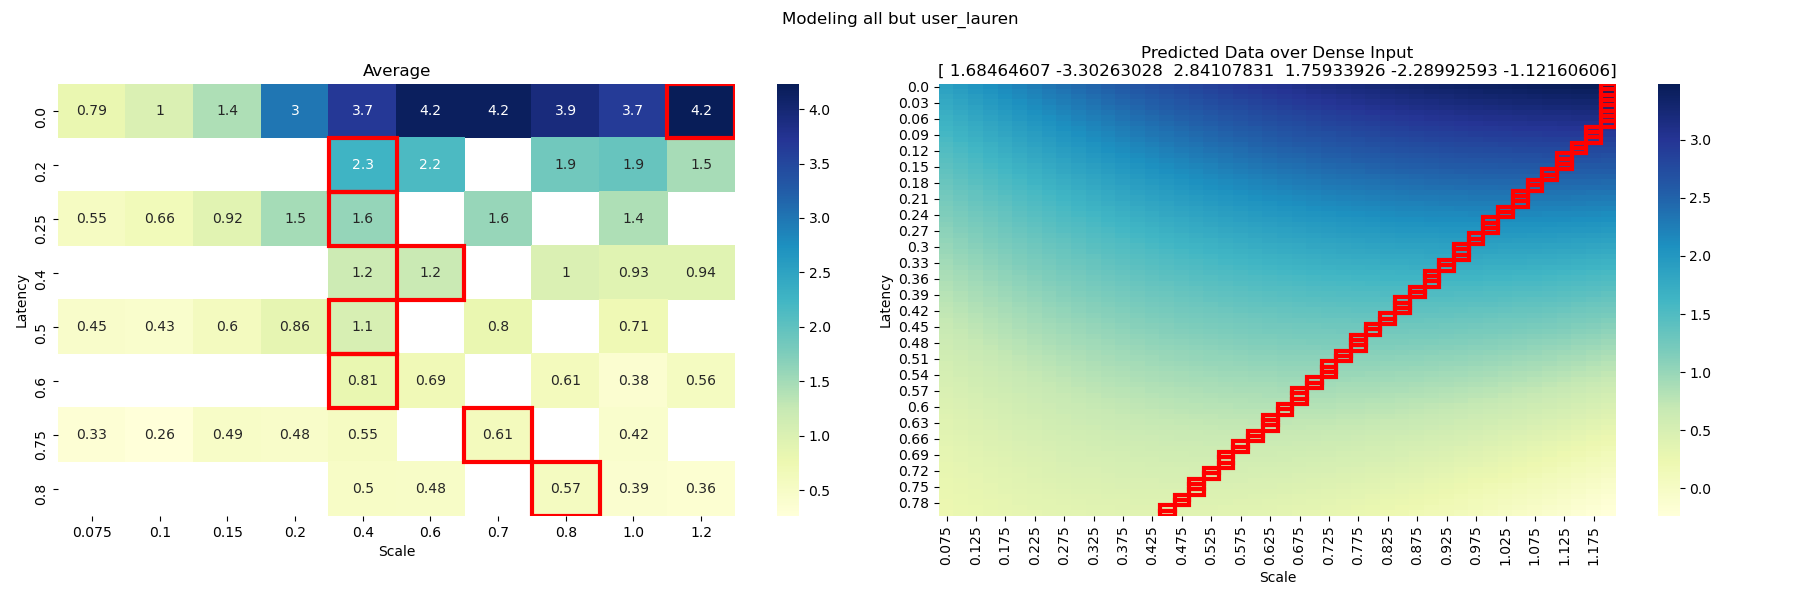 Modeling all but user_lauren
Average
0.0 0.79 1 1.4 3 3.7 4.2 4.2 3.9 3.7 4.2
0.2 2.3 2.2 1.9 1.9 1.5
0.25 0.55 0.66 0.92 1.5 1.6 1.6 1.4
0.4 1.2 1.2 1 0.93 0.94
0.5 0.45 0.43 0.6 0.86 1.1 0.8 0.71
0.6 0.81 0.69 0.61 0.38 0.56
0.75 0.33 0.26 0.49 0.48 0.55 0.61 0.42
0.8 0.5 0.48 0.57 0.39 0.36
0.075 0.1 0.15 0.2 0.4 0.6 0.7 0.8 1.0 1.2
Scale
Latency
4.0
3.5
3.0
2.5
2.0
1.5
1.0
0.5
Predicted Data over Dense Input
[ 1.68464607 -3.30263028 2.84107831 1.75933926 -2.28992593 -1.12160606]
0.0
0.03
0.06
0.09
0.12
0.15
0.18
0.21
0.24
0.27
0.3
0.33
0.36
0.39
0.42
0.45
0.48
0.51
0.54
0.57
0.6
0.63
0.66
0.69
0.72
0.75
0.78
Latency
0.075 0.125 0.175 0.225 0.275 0.325 0.375 0.425 0.475 0.525 0.575 0.625 0.675 0.725 0.775 0.825 0.875 0.925 0.975 1.025 1.075 1.125 1.175
Scale
3.0
2.5
2.0
1.5
1.0
0.5
0.0